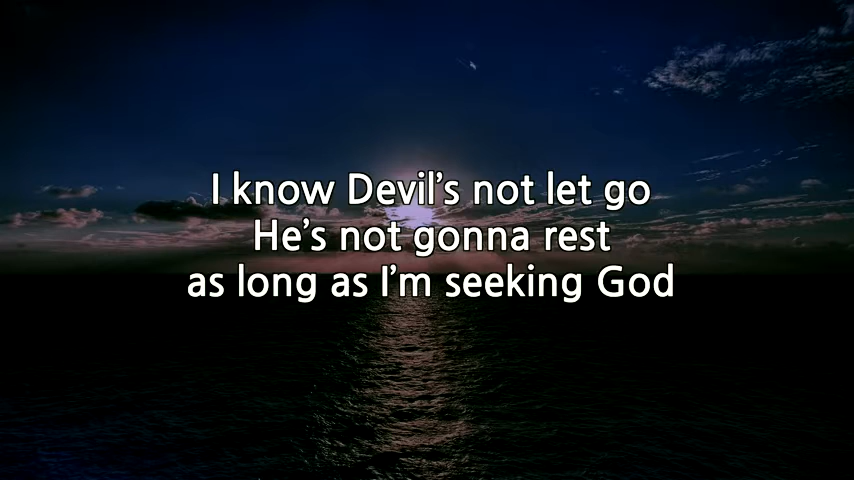 I know Devil’s not let go
He’s not gonna rest
as long as I’m seeking God